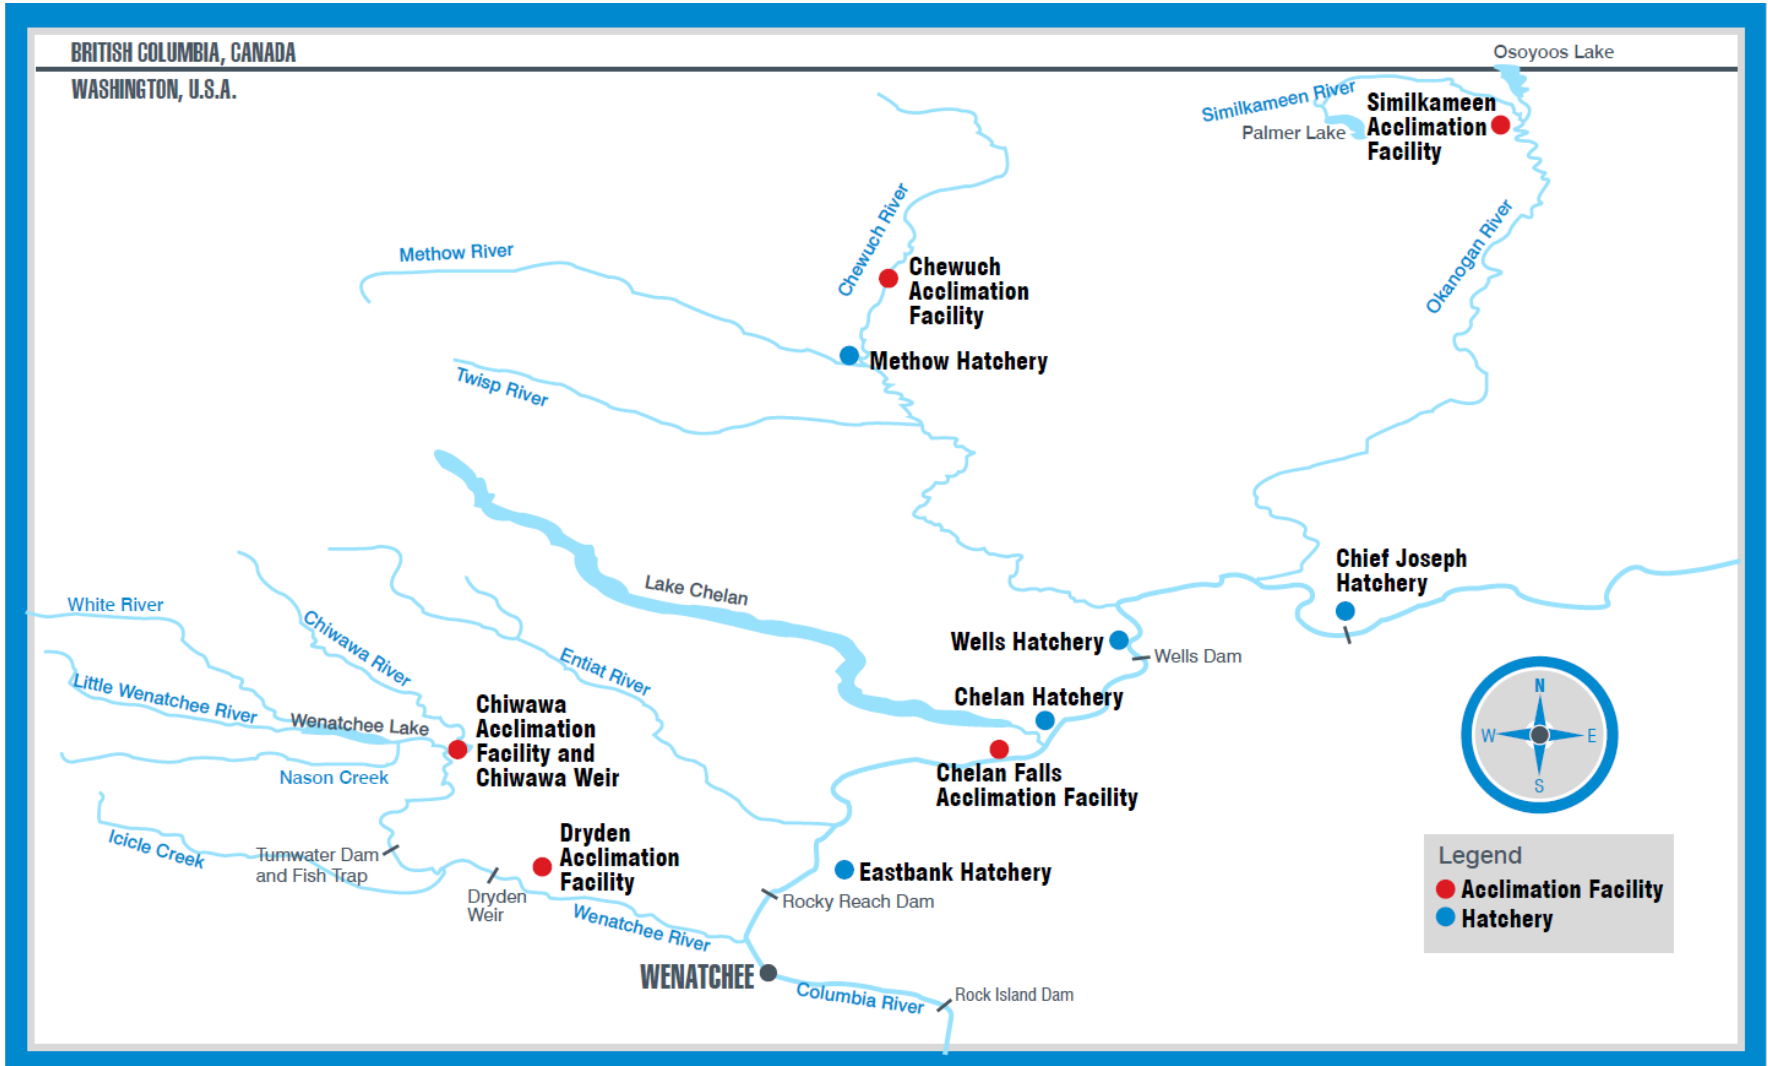 BRITISH COLUMBIA, CANADA
Osoyoos Lake
WASHINGTON, U.S.A.
Similkameen River
Similkameen
Acclimation
Facility
Palmer Lake
Chewuch River
Okanogan River
Methow River
Chewuch
Acclimation
Facility
Methow Hatchery
Twisp River
Lake Chelan
Chief Joseph
Hatchery
White River
Chiwawa River
Wells Hatchery
Wells Dam
Entiat River
Little Wenatchee River
Chelan Hatchery
Wenatchee Lake
Chiwawa
Acclimation
Facility and
Chiwawa Weir
N
W
E
S
Nason Creek
Chelan Falls
Acclimation Facility
Icicle Creek
Tumwater Dam
and Fish Trap
Dryden
Acclimation
Facility
Eastbank Hatchery
Dryden
Weir
Rocky Reach Dam
Wenatchee River
WENATCHEE
Columbia River
Rock Island Dam
Legend
Acclimation Facility
Hatchery